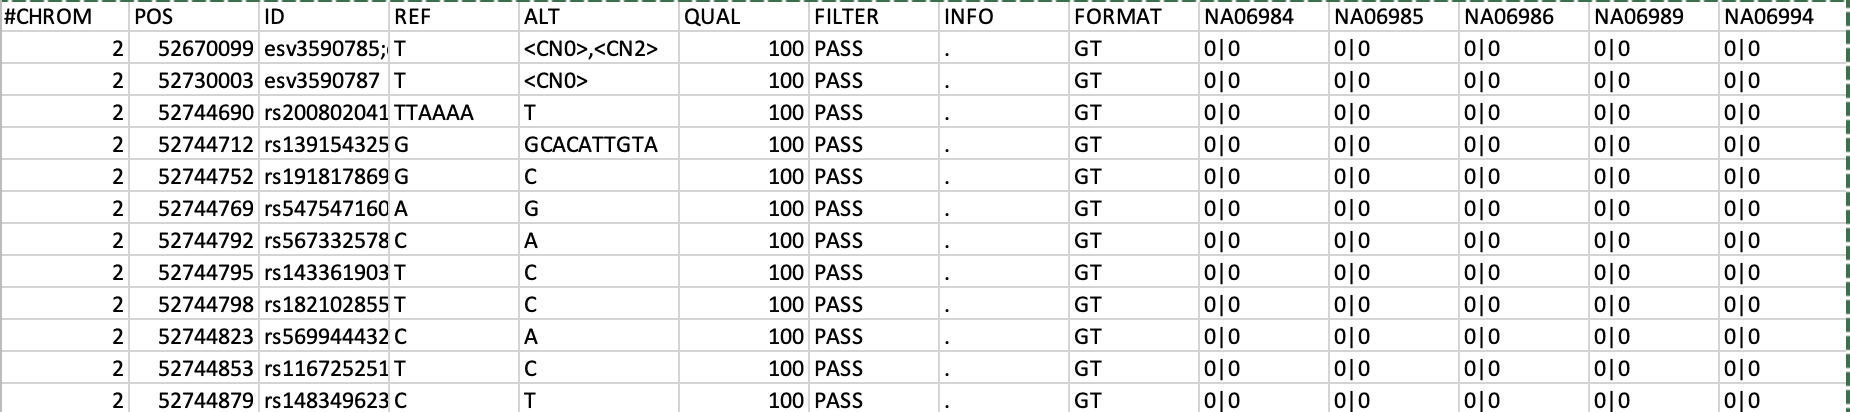 #CHROM POS ID REF ALT QUAL FILTER INFO FORMAT NA06984 NA06985 NA06986 NA06989 NA06994
2 52670099 esv3590785; T <CN0>,<CN2> 100 PASS . GT 0|0 0|0 0|0 0|0 0|0
2 52730003 esv3590787 T <CN0> 100 PASS . GT 0|0 0|0 0|0 0|0 0|0
2 52744690 rs200802041 TTAAAA T 100 PASS . GT 0|0 0|0 0|0 0|0 0|0
2 52744712 rs139154325 G GCACATTGTA 100 PASS . GT 0|0 0|0 0|0 0|0 0|0
2 52744752 rs191817869 G C 100 PASS . GT 0|0 0|0 0|0 0|0 0|0
2 52744769 rs547547160 A G 100 PASS . GT 0|0 0|0 0|0 0|0 0|0
2 52744792 rs567332578 C A 100 PASS . GT 0|0 0|0 0|0 0|0 0|0
2 52744795 rs143361903 T C 100 PASS . GT 0|0 0|0 0|0 0|0 0|0
2 52744798 rs182102855 T C 100 PASS . GT 0|0 0|0 0|0 0|0 0|0
2 52744823 rs569944432 C A 100 PASS . GT 0|0 0|0 0|0 0|0 0|0
2 52744853 rs116725251 T C 100 PASS . GT 0|0 0|0 0|0 0|0 0|0
2 52744879 rs148349623 C T 100 PASS . GT 0|0 0|0 0|0 0|0 0|0